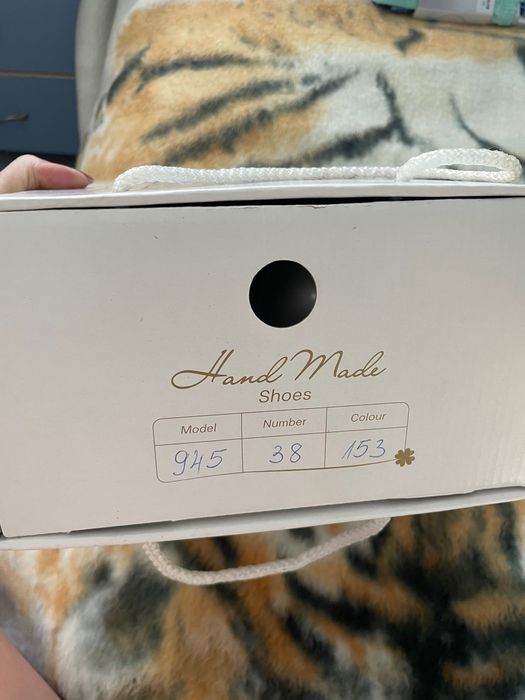 Hand Made
Shoes
Model Number Colour
945 38 153